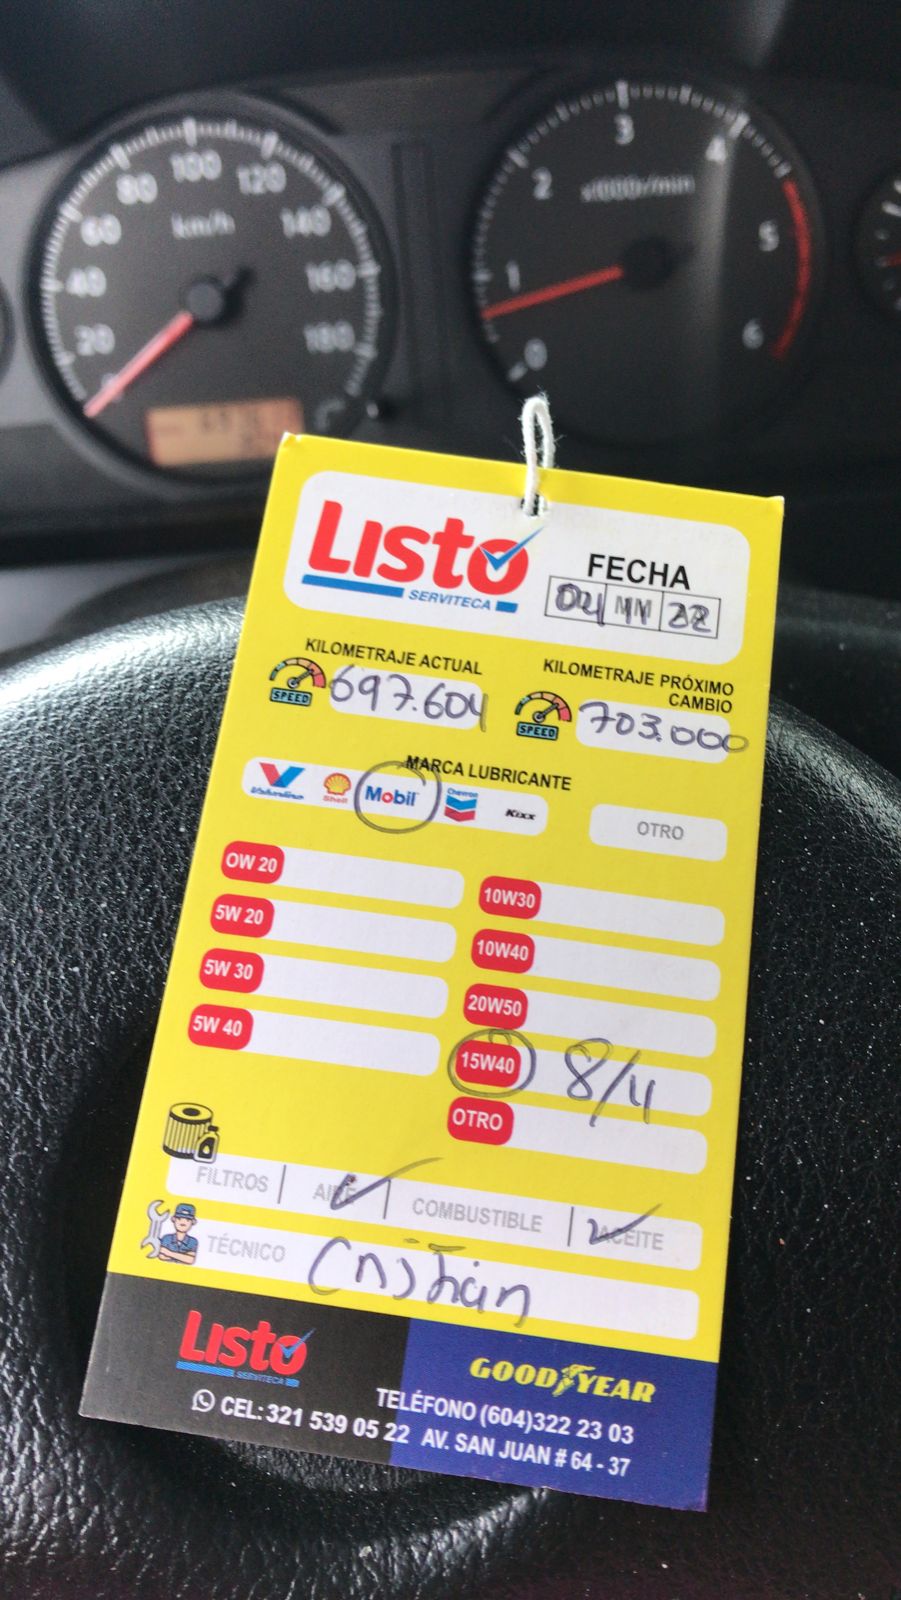 20
40
60
80
100
120
140
160
180
km/h
0
1
2
3
4
5
6
x1000r/min
Listo
SERVITECA
FECHA
04 11 22
KILOMETRAJE ACTUAL
KILOMETRAJE PRÓXIMO
CAMBIO
SPEED
697.604
SPEED
703.000
MARCA LUBRICANTE
Valvoline Shell Mobil Chevron Kixx
OTRO
0W 20
10W30
5W 20
10W40
5W 30
20W50
5W 40
15W40 8/4
OTRO
FILTROS | AIRE | COMBUSTIBLE | ACEITE
TÉCNICO Cristian
Listo
SERVITECA
GOODYEAR
CEL: 321 539 05 22
TELÉFONO (604)322 23 03
AV. SAN JUAN # 64 - 37